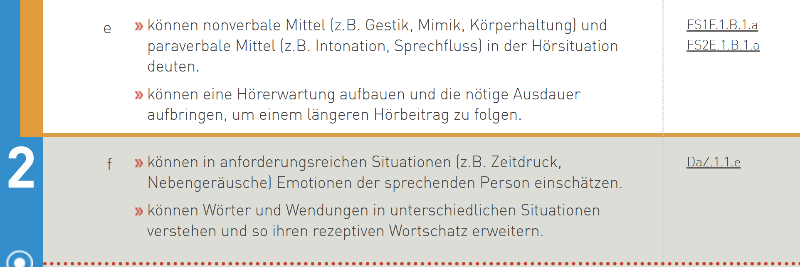 e
» können nonverbale Mittel (z.B. Gestik, Mimik, Körperhaltung) und
paraverbale Mittel (z.B. Intonation, Sprechfluss) in der Hörsituation
deuten.
» können eine Hörerwartung aufbauen und die nötige Ausdauer
aufbringen, um einem längeren Hörbeitrag zu folgen.
FS1F.1.B.1.a
FS2E.1.B.1.a
2
f
» können in anforderungsreichen Situationen (z.B. Zeitdruck,
Nebengeräusche) Emotionen der sprechenden Person einschätzen.
» können Wörter und Wendungen in unterschiedlichen Situationen
verstehen und so ihren rezeptiven Wortschatz erweitern.
DaZ.1.1.e